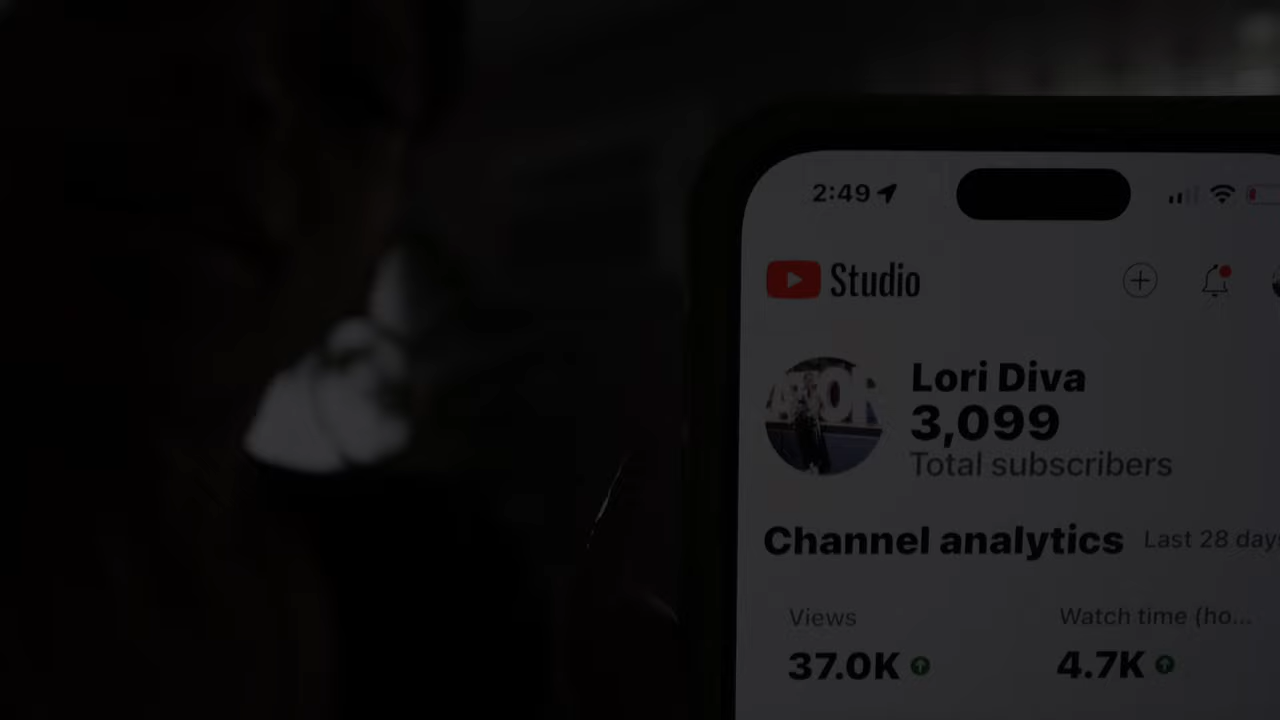 2:49
Studio
Lori Diva
3,099
Total subscribers
Channel analytics Last 28 day
Views Watch time (ho...
37.0K 4.7K